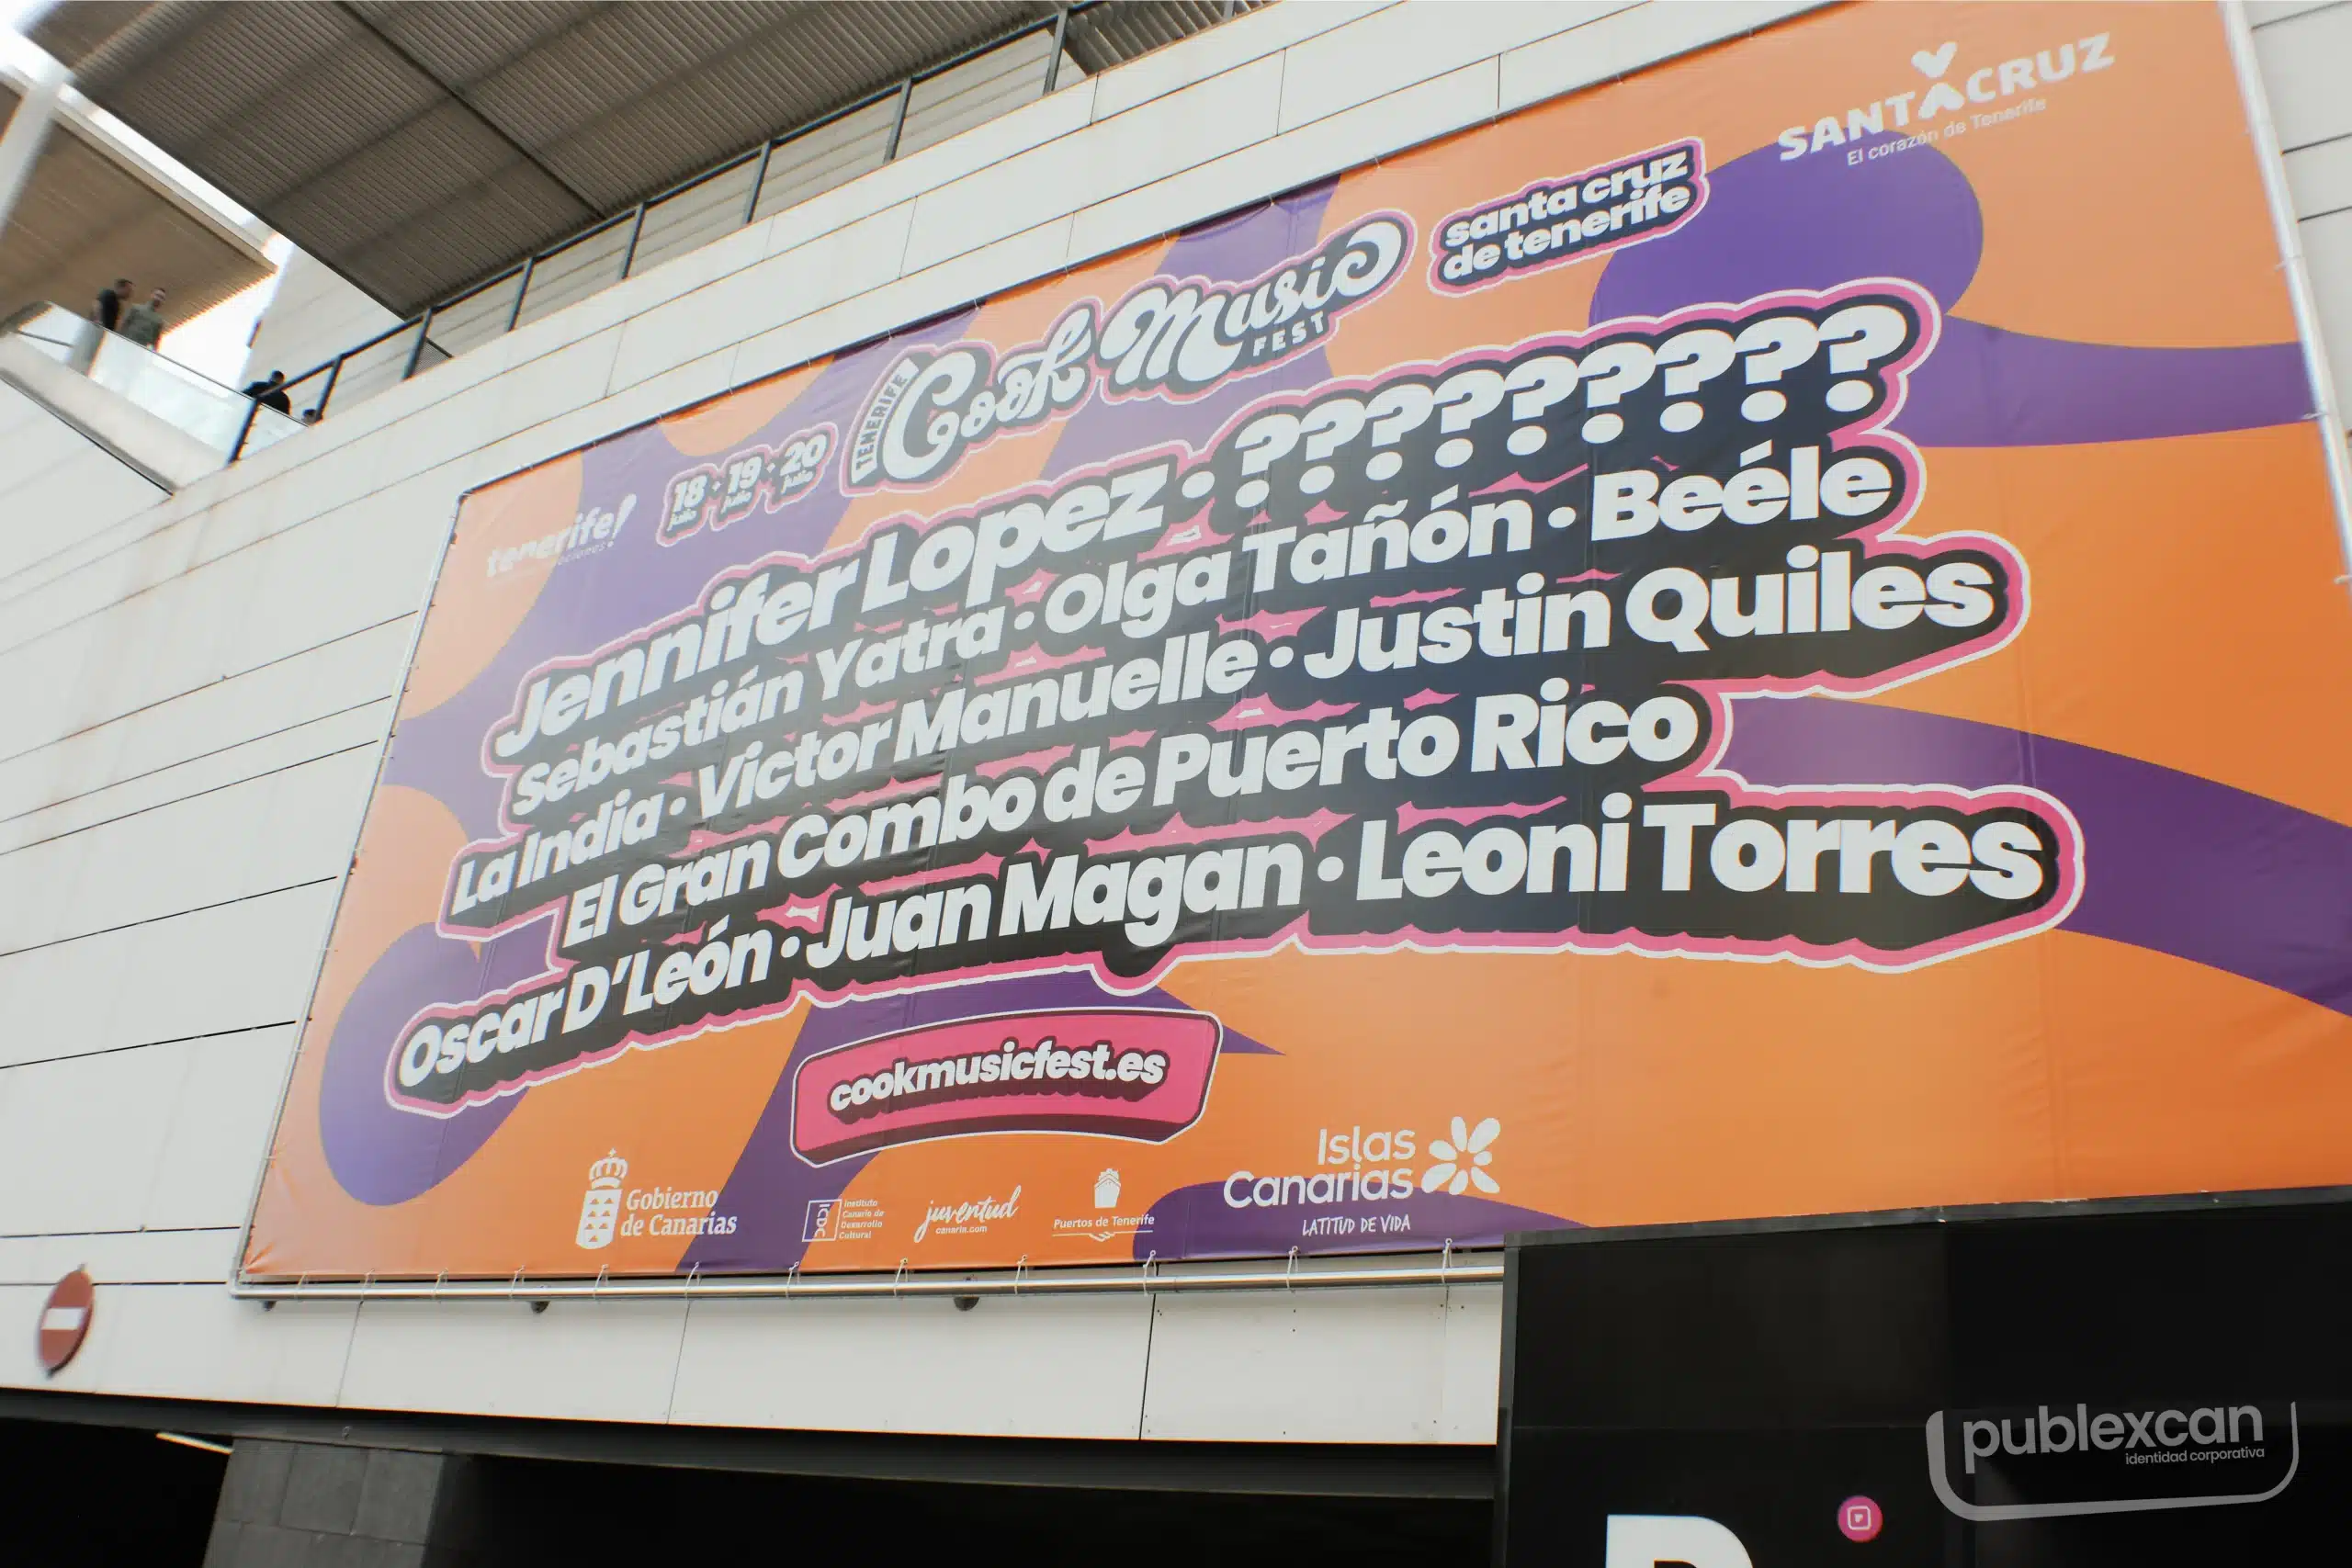 SANTA CRUZ
El corazón de Tenerife
santa cruz
de tenerife
TENERIFE
Cook Music
FEST
18 · 19 · 20
julio julio julio
tenerife!
Jennifer Lopez · ?????????
Sebastián Yatra · Olga Tañón · Beéle
La India · Victor Manuelle · Justin Quiles
El Gran Combo de Puerto Rico
Oscar D'León · Juan Magan · Leoni Torres
cookmusicfest.es
Gobierno
de Canarias
ICDC
Instituto
Canario de
Desarrollo
Cultural
juventud
canaria.com
Puertos de Tenerife
Islas
Canarias
LATITUD DE VIDA
publexcan
identidad corporativa